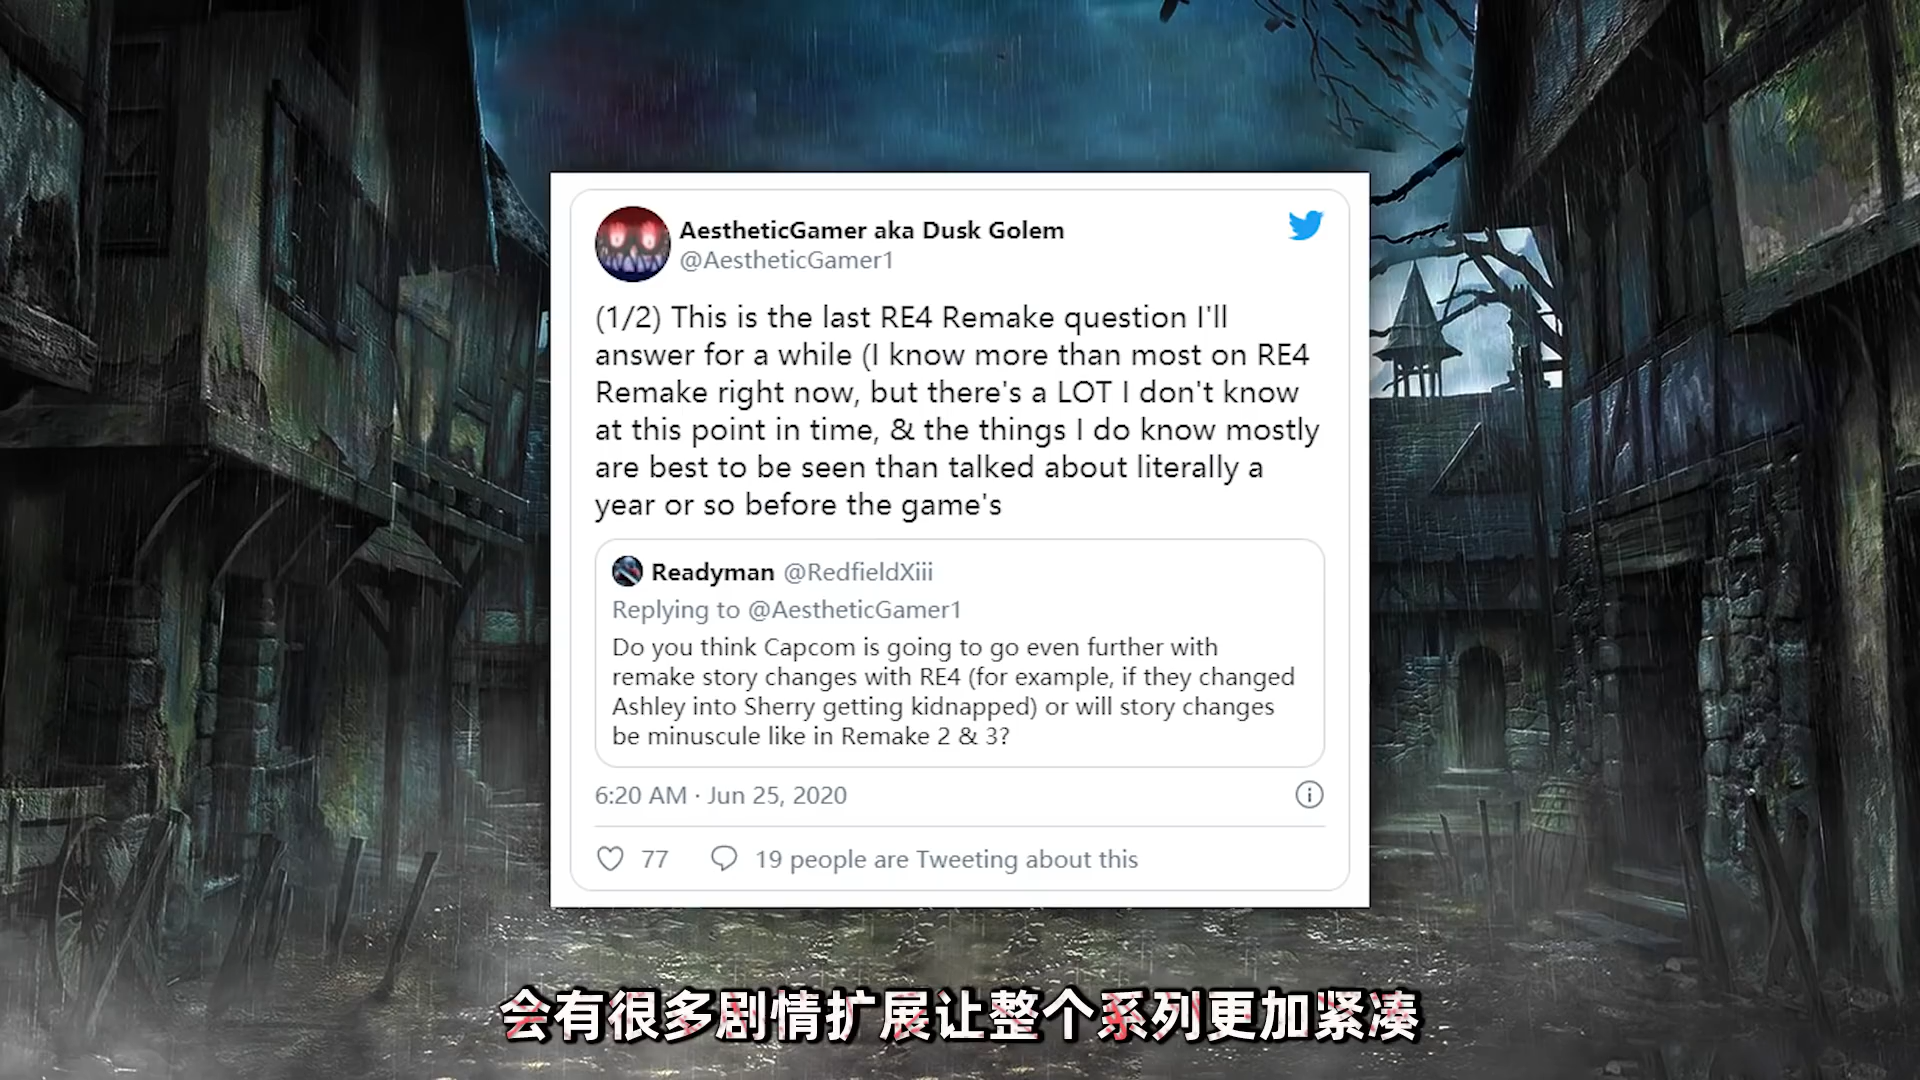 AestheticGamer aka Dusk Golem
@AestheticGamer1
(1/2) This is the last RE4 Remake question I'll
answer for a while (I know more than most on RE4
Remake right now, but there's a LOT I don't know
at this point in time, & the things I do know mostly
are best to be seen than talked about literally a
year or so before the game's
Readyman @RedfieldXiii
Replying to @AestheticGamer1
Do you think Capcom is going to go even further with
remake story changes with RE4 (for example, if they changed
Ashley into Sherry getting kidnapped) or will story changes
be minuscule like in Remake 2 & 3?
6:20 AM · Jun 25, 2020
77 19 people are Tweeting about this
会有很多剧情扩展让整个系列更加紧凑